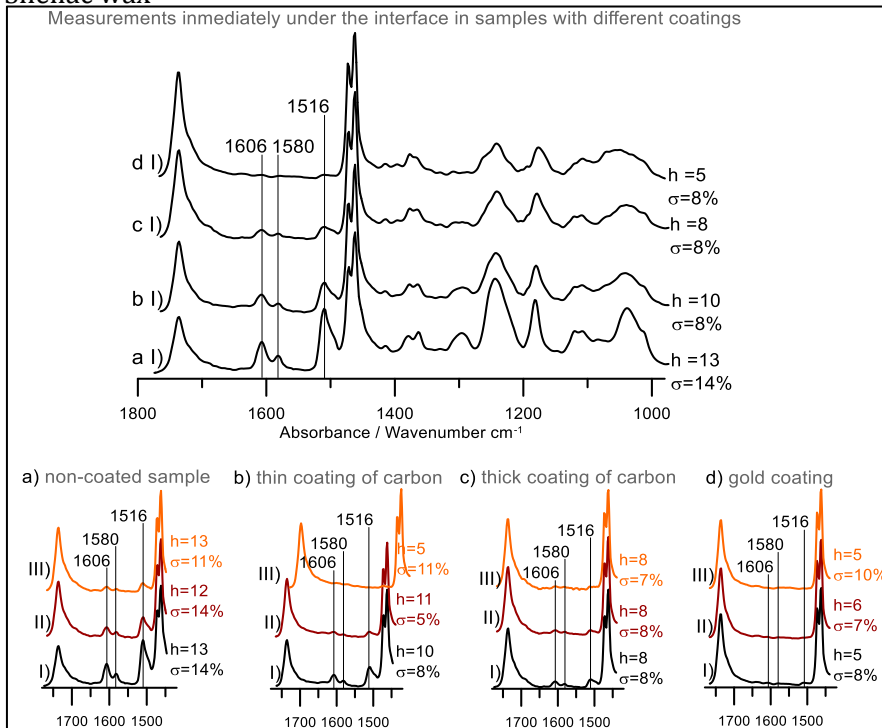 Shellac wax
Measurements inmediately under the interface in samples with different coatings
1516
1606 1580
d I)
h =5
σ=8%
c I)
h =8
σ=8%
b I)
h =10
σ=8%
a I)
h =13
σ=14%
1800 1600 1400 1200 1000
Absorbance / Wavenumber cm⁻¹
a) non-coated sample
1516
1580
1606
III)
h=13
σ=11%
II)
h=12
σ=14%
I)
h=13
σ=14%
1700 1600 1500
b) thin coating of carbon
1516
1580
1606
III)
h=5
σ=11%
II)
h=11
σ=5%
I)
h=10
σ=8%
1700 1600 1500
c) thick coating of carbon
1516
1580
1606
III)
h=8
σ=7%
II)
h=8
σ=8%
I)
h=8
σ=8%
1700 1600 1500
d) gold coating
1516
1580
1606
III)
h=5
σ=10%
II)
h=6
σ=7%
I)
h=5
σ=8%
1700 1600 1500